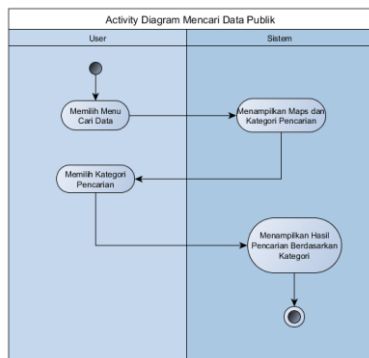 Activity Diagram Mencari Data Publik
User
Sistem
Memilih Menu
Cari Data
Menampilkan Maps dan
Kategori Pencarian
Memilih Kategori
Pencarian
Menampilkan Hasil
Pencarian Berdasarkan
Kategori